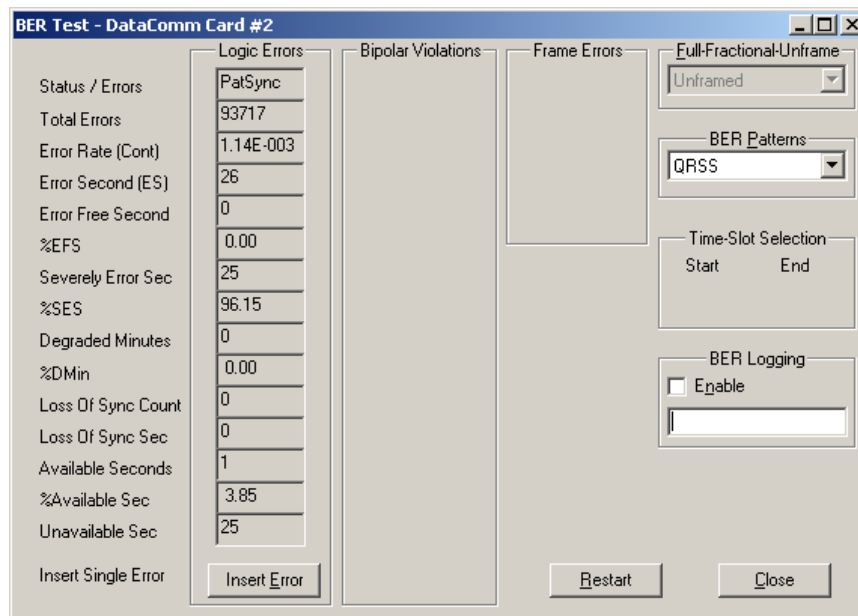 BER Test - DataComm Card #2
Logic Errors Bipolar Violations Frame Errors Full-Fractional-Unframe
Status / Errors PatSync Unframed
Total Errors 93717
Error Rate (Cont) 1.14E-003 BER Patterns
Error Second (ES) 26 QRSS
Error Free Second 0
%EFS 0.00 Time-Slot Selection
Severely Error Sec 25 Start End
%SES 96.15
Degraded Minutes 0
%DMin 0.00 BER Logging
Loss Of Sync Count 0 Enable
Loss Of Sync Sec 0
Available Seconds 1
%Available Sec 3.85
Unavailable Sec 25
Insert Single Error Insert Error Restart Close